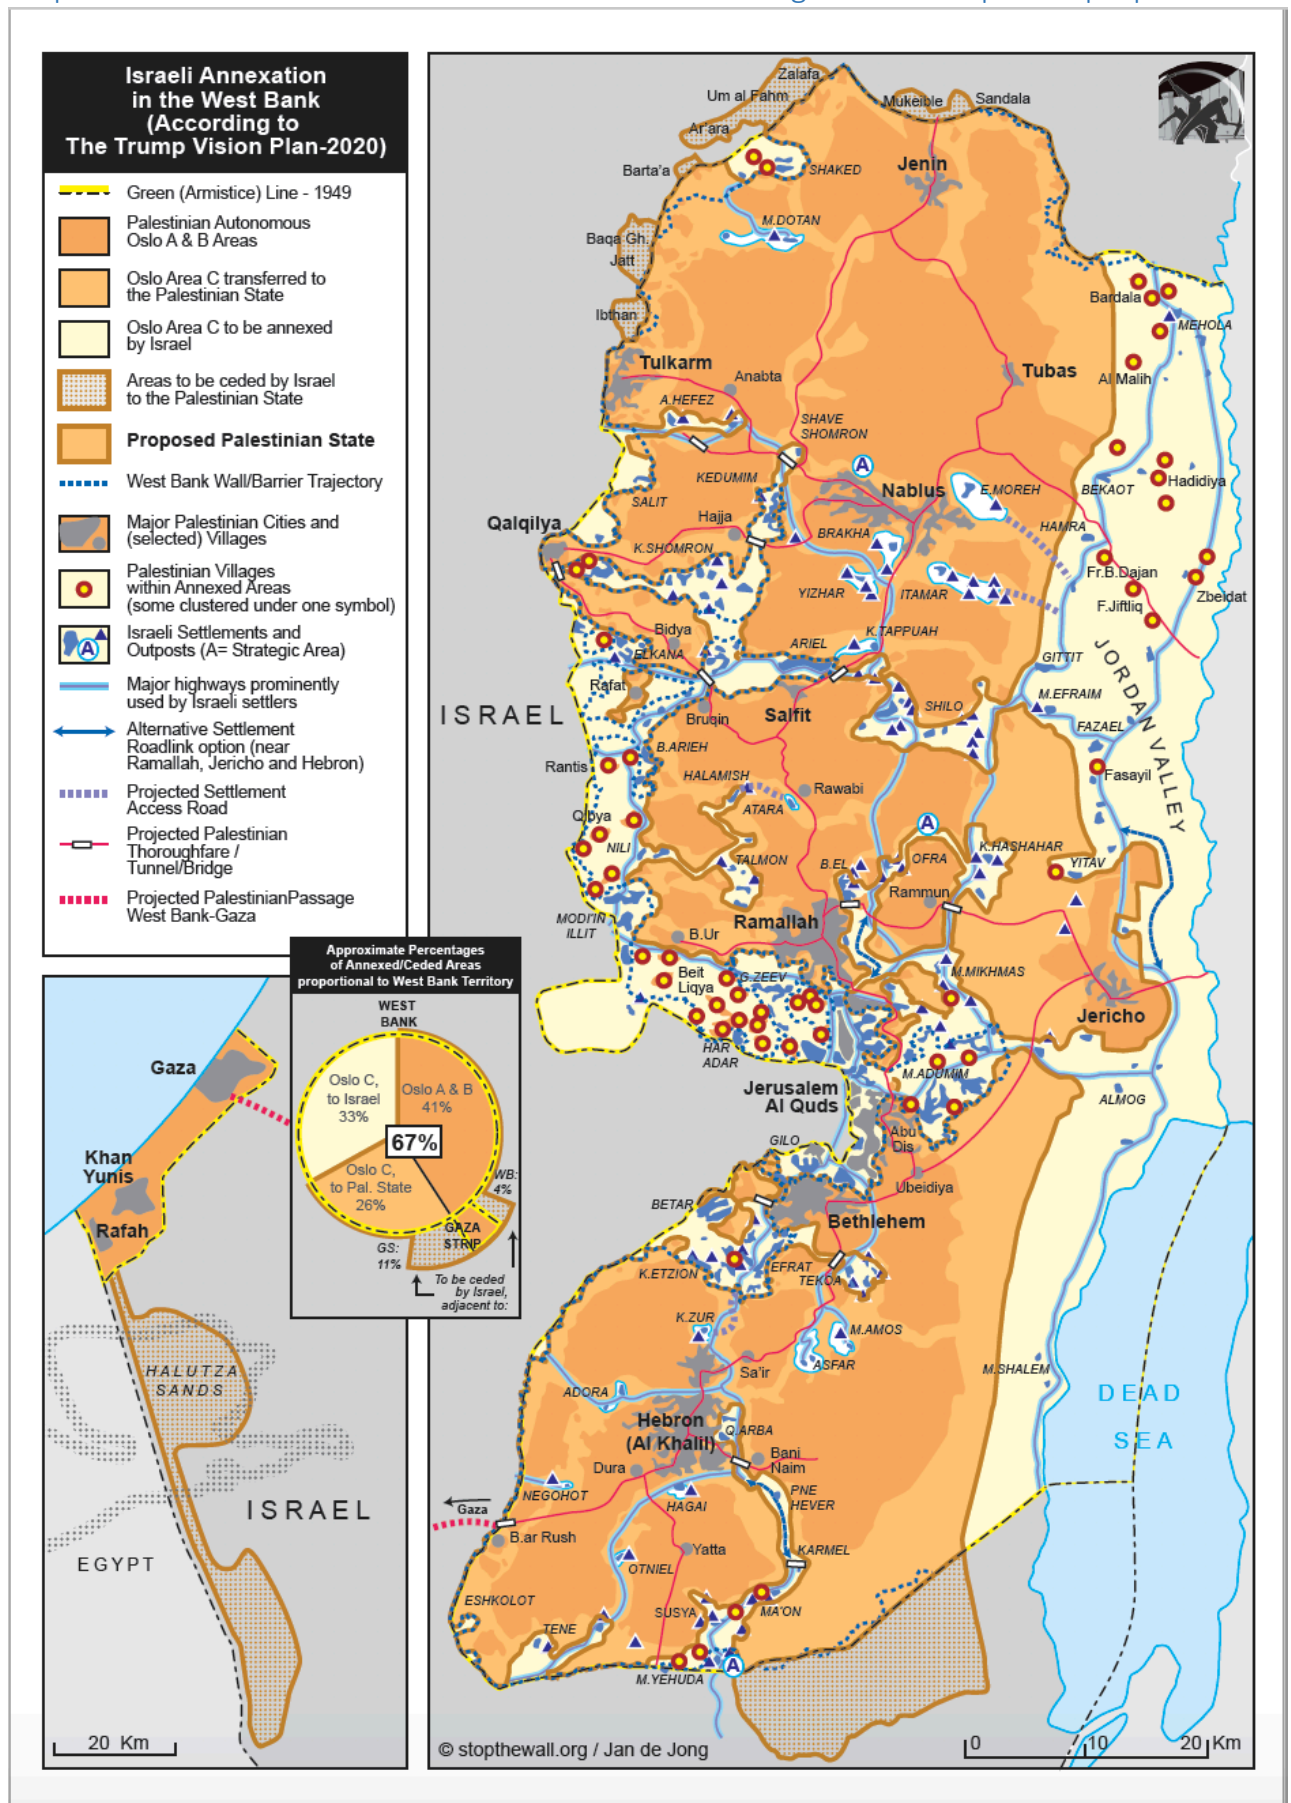 Israeli Annexation
in the West Bank
(According to
The Trump Vision Plan-2020)
Green (Armistice) Line - 1949
Palestinian Autonomous
Oslo A & B Areas
Oslo Area C transferred to
the Palestinian State
Oslo Area C to be annexed
by Israel
Areas to be ceded by Israel
to the Palestinian State
Proposed Palestinian State
West Bank Wall/Barrier Trajectory
Major Palestinian Cities and
(selected) Villages
Palestinian Villages
within Annexed Areas
(some clustered under one symbol)
A
Israeli Settlements and
Outposts (A= Strategic Area)
Major highways prominently
used by Israeli settlers
Alternative Settlement
Roadlink option (near
Ramallah, Jericho and Hebron)
Projected Settlement
Access Road
Projected Palestinian
Thoroughfare /
Tunnel/Bridge
Projected PalestinianPassage
West Bank-Gaza
Approximate Percentages
of Annexed/Ceded Areas
proportional to West Bank Territory
WEST
BANK
Oslo C,
to Israel
33%
Oslo A & B
41%
67%
Oslo C,
to Pal. State
26%
WB:
4%
GAZA
STRIP
GS:
11%
To be ceded
by Israel,
adjacent to:
Gaza
Khan
Yunis
Rafah
HALUTZA
SANDS
ISRAEL
EGYPT
20 Km
Zalafa
Um al Fahm
Ar'ara
Mukeible
Sandala
Barta'a
SHAKED
Jenin
M.DOTAN
Baqa Gh.
Jatt
Ibthan
Bardala
MEHOLA
Tulkarm
Anabta
Tubas
Al Malih
A.HEFEZ
SHAVE
SHOMRON
A
KEDUMIM
Nablus
E.MOREH
BEKAOT
Hadidiya
SALIT
Qalqilya
Hajja
BRAKHA
HAMRA
K.SHOMRON
Fr.B.Dajan
YIZHAR
ITAMAR
F.Jiftliq
Zbeidat
Bidya
ARIEL
K.TAPPUAH
ELKANA
GITTIT
Rafat
M.EFRAIM
ISRAEL
Bruqin
Salfit
SHILO
FAZAEL
JORDAN VALLEY
B.ARIEH
Rantis
HALAMISH
Rawabi
Fasayil
ATARA
Qibya
A
NILI
TALMON
B.EL
OFRA
K.HASHAHAR
YITAV
Rammun
MODI'IN
ILLIT
Ramallah
B.Ur
Beit
Liqya
G.ZEEV
M.MIKHMAS
Jericho
HAR
ADAR
M.ADUMIM
Jerusalem
Al Quds
ALMOG
Abu
Dis
GILO
Ubeidiya
BETAR
Bethlehem
K.ETZION
EFRAT
TEKOA
K.ZUR
M.AMOS
ASFAR
Sa'ir
M.SHALEM
ADORA
DEAD
SEA
Hebron
(Al Khalil)
Q.ARBA
Bani
Naim
Dura
NEGOHOT
HAGAI
PNE
HEVER
Gaza
B.ar Rush
Yatta
KARMEL
OTNIEL
ESHKOLOT
SUSYA
MA'ON
TENE
A
M.YEHUDA
© stopthewall.org / Jan de Jong
0 10 20 Km